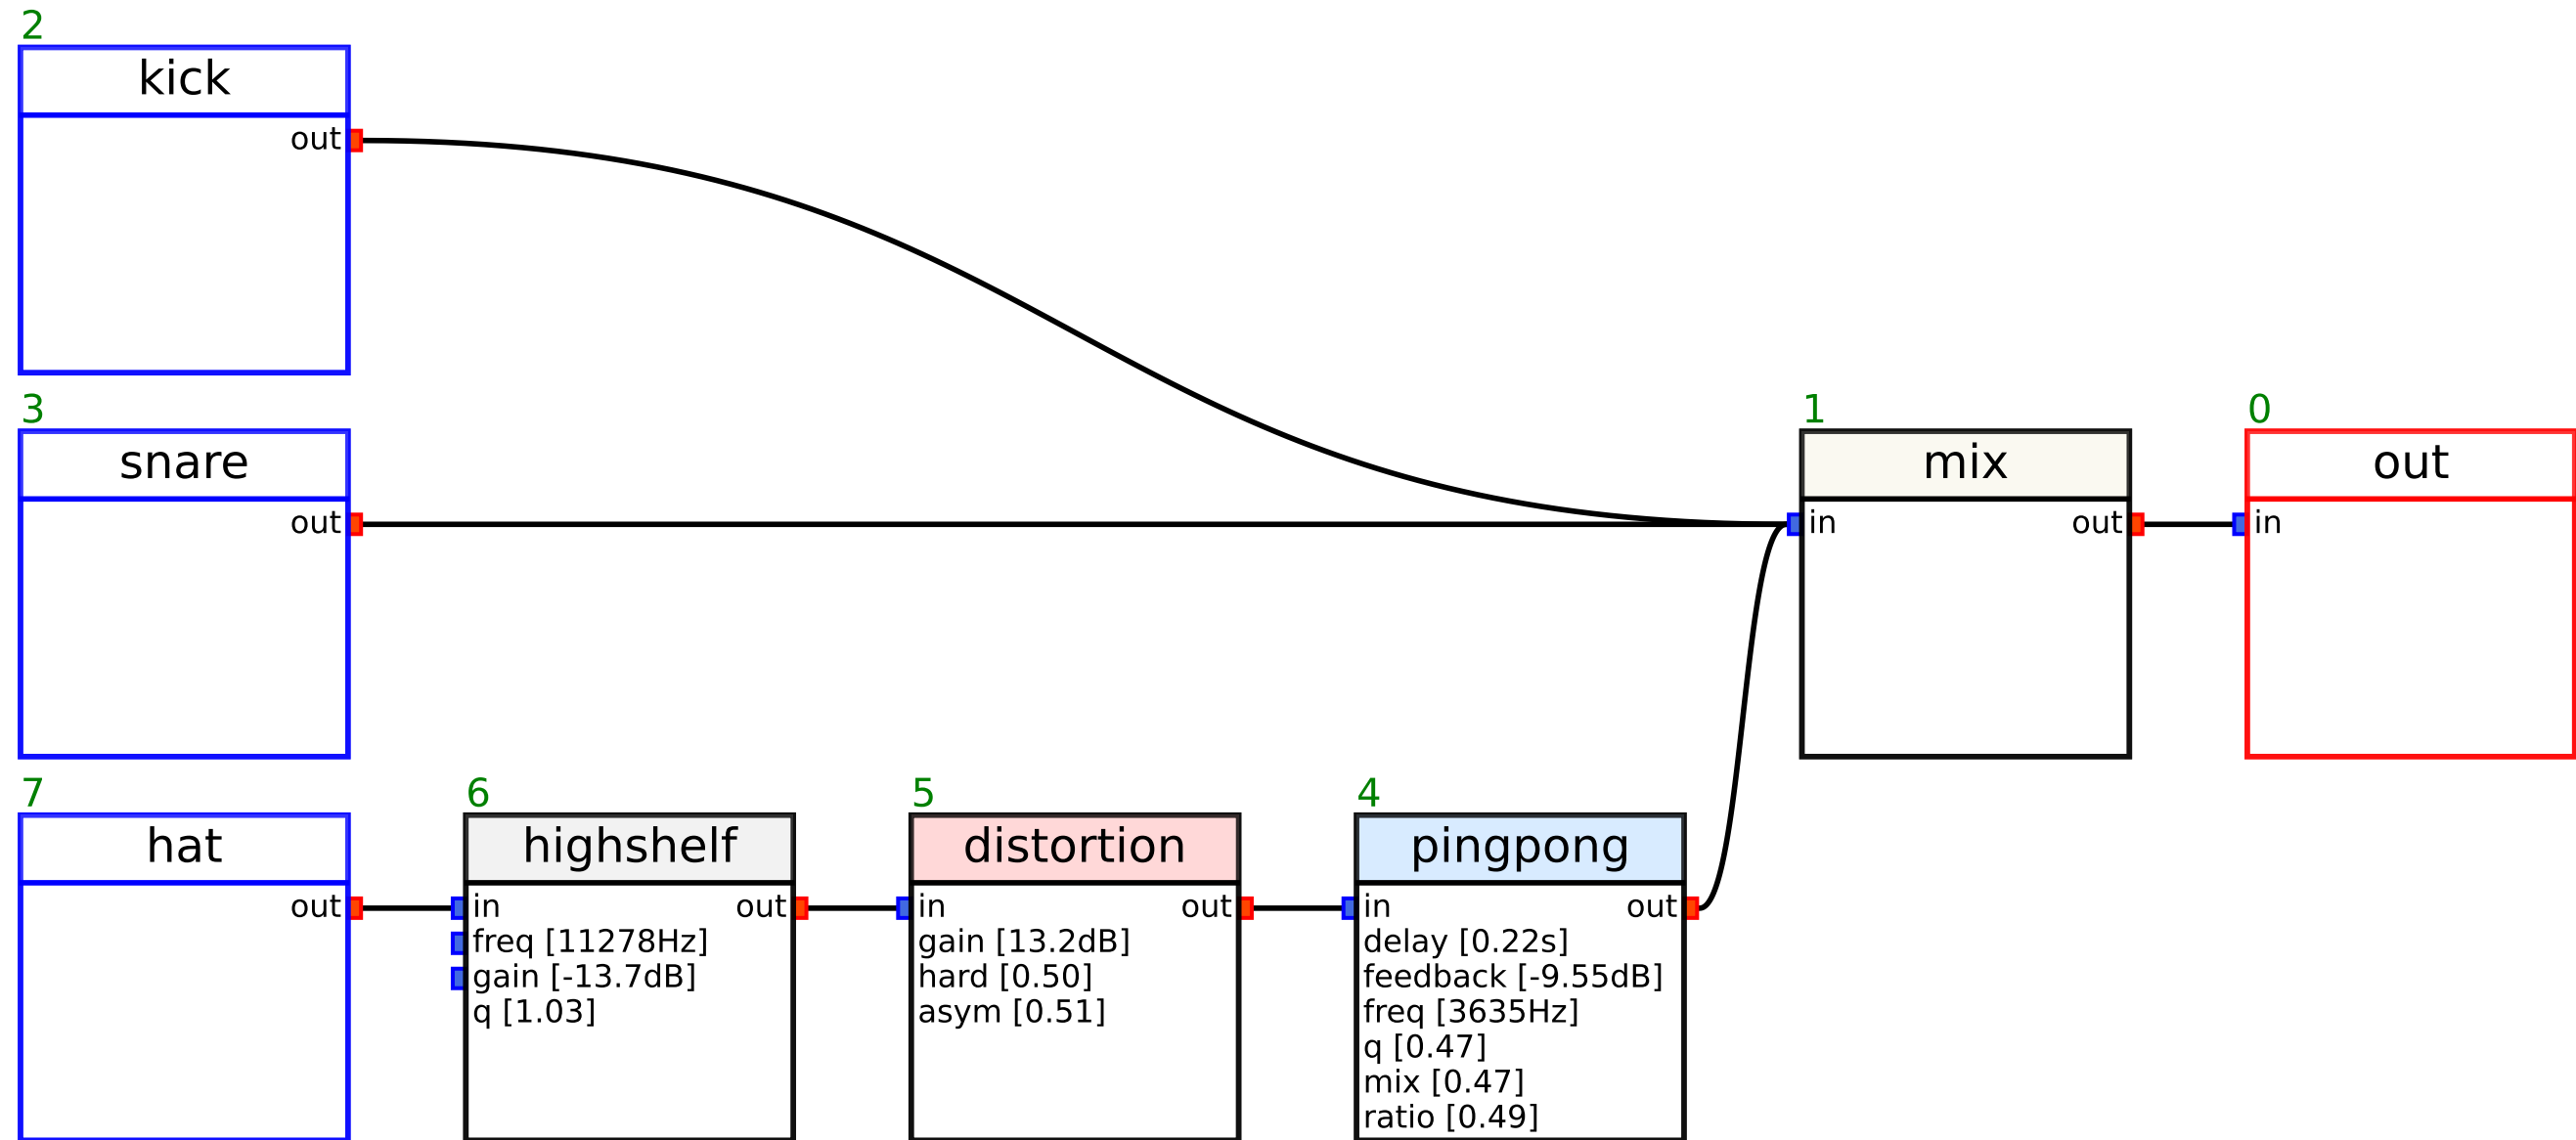 2
kick
out
3
snare
out
1
mix
in out
0
out
in
7
hat
out
6
highshelf
in out
freq [11278Hz]
gain [-13.7dB]
q [1.03]
5
distortion
in out
gain [13.2dB]
hard [0.50]
asym [0.51]
4
pingpong
in out
delay [0.22s]
feedback [-9.55dB]
freq [3635Hz]
q [0.47]
mix [0.47]
ratio [0.49]